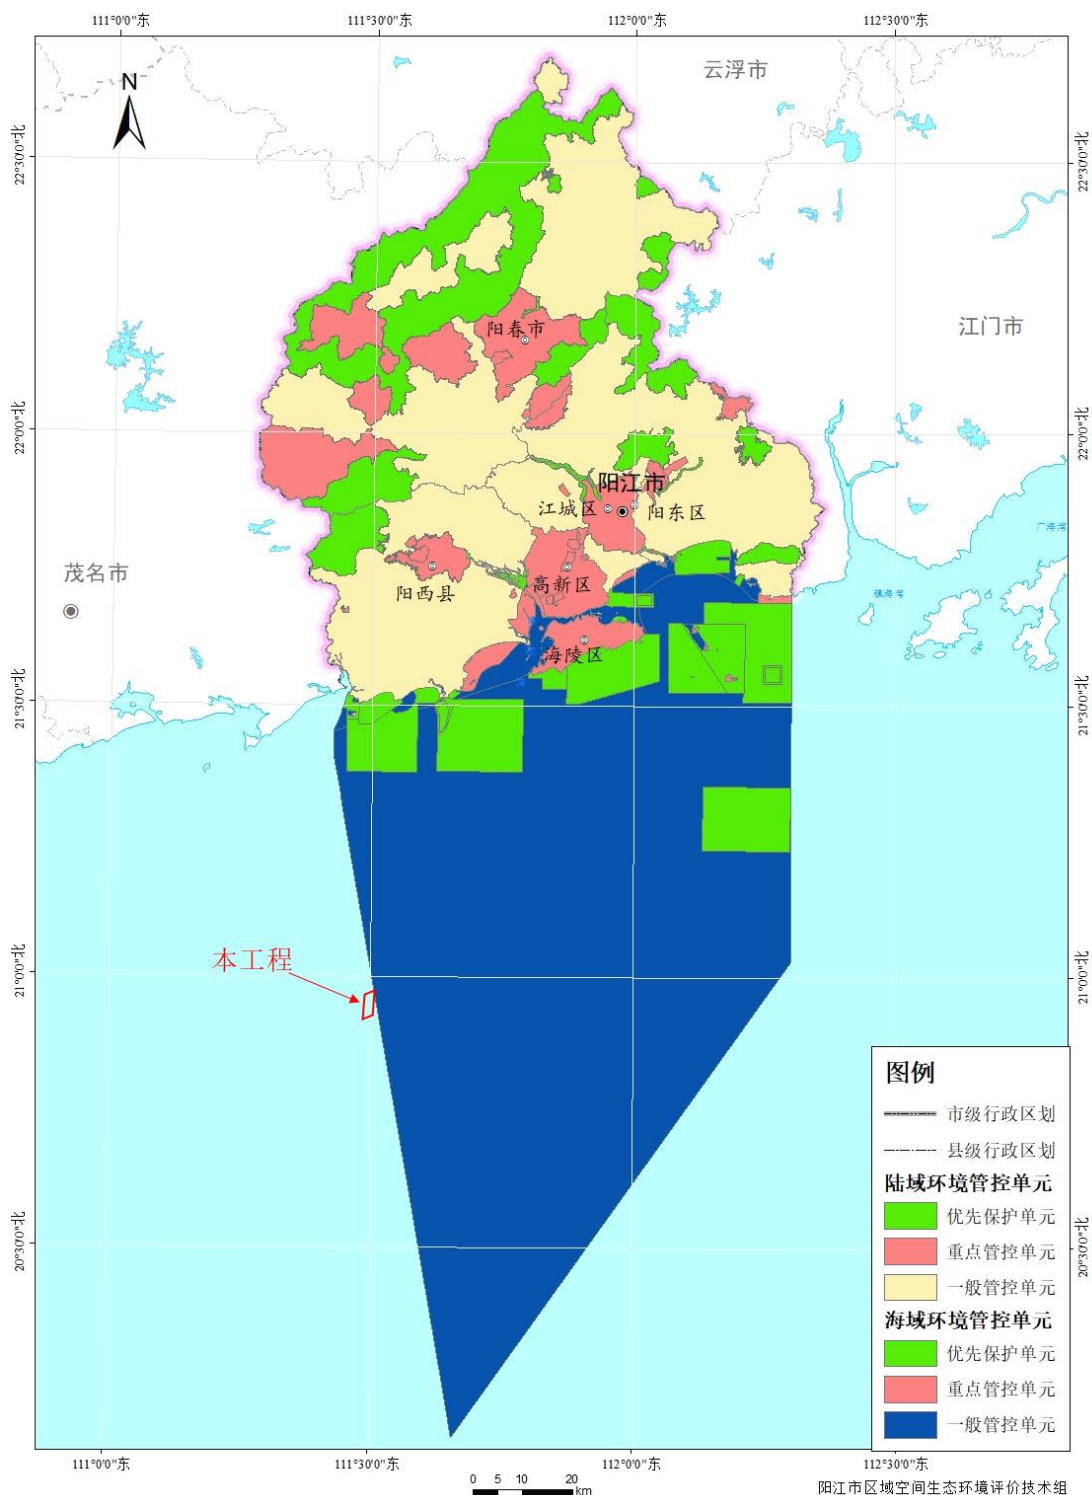 111°0'0"东
111°30'0"东
112°0'0"东
112°30'0"东
N
云浮市
22°30'0"北
22°30'0"北
江门市
阳春市
22°0'0"北
22°0'0"北
阳江市
江城区
阳东区
广海湾
茂名市
阳西县
高新区
镇海湾
海陵区
21°30'0"北
21°30'0"北
本工程
21°0'0"北
21°0'0"北
图例
市级行政区划
县级行政区划
陆域环境管控单元
优先保护单元
重点管控单元
一般管控单元
海域环境管控单元
优先保护单元
重点管控单元
一般管控单元
20°30'0"北
20°30'0"北
111°0'0"东
111°30'0"东
112°0'0"东
112°30'0"东
0 5 10 20
km
阳江市区域空间生态环境评价技术组